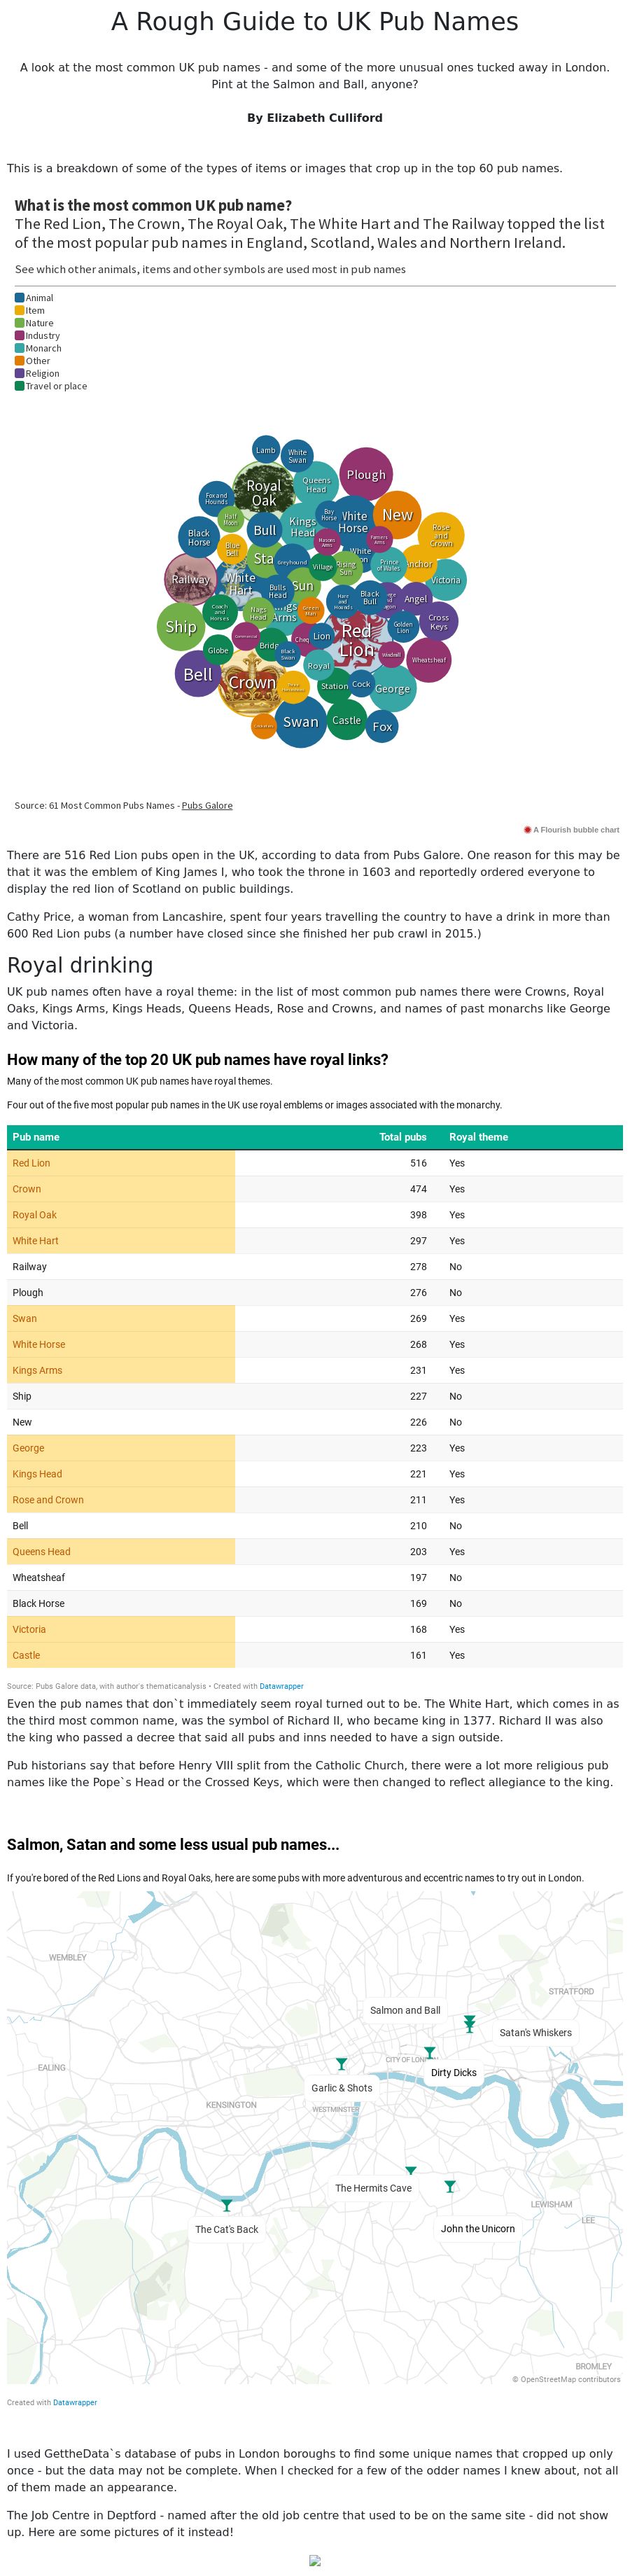 A Rough Guide to UK Pub Names
A look at the most common UK pub names - and some of the more unusual ones tucked away in London.
Pint at the Salmon and Ball, anyone?
By Elizabeth Culliford
This is a breakdown of some of the types of items or images that crop up in the top 60 pub names.
What is the most common UK pub name?
The Red Lion, The Crown, The Royal Oak, The White Hart and The Railway topped the list
of the most popular pub names in England, Scotland, Wales and Northern Ireland.
See which other animals, items and other symbols are used most in pub names
Animal
Item
Nature
Industry
Monarch
Other
Religion
Travel or place
Lamb
White
Swan
Plough
Queens
Head
Royal
Oak
Fox and
Hounds
Half
Moon
Bay
Horse
White
Horse
New
Rose
and
Crown
Kings
Head
Bull
Black
Horse
Blue
Bell
Masons
Arms
Farmers
Arms
Sta
Greyhound
Village
Rising
Sun
Prince
of Wales
Anchor
Victoria
Railway
White
Hart
Bulls
Head
Sun
Hare
and
Hounds
Black
Bull
Angel
Ship
Coach
and
Horses
Nags
Head
Arms
Green
Man
Cross
Keys
Golden
Lion
Commercial
Lion
Red
Lion
Globe
Bridge
Black
Swan
Royal
Windmill
Wheatsheaf
Bell
Crown
Station
Cock
George
Swan
Castle
Fox
Source: 61 Most Common Pubs Names - Pubs Galore
A Flourish bubble chart
There are 516 Red Lion pubs open in the UK, according to data from Pubs Galore. One reason for this may be
that it was the emblem of King James I, who took the throne in 1603 and reportedly ordered everyone to
display the red lion of Scotland on public buildings.
Cathy Price, a woman from Lancashire, spent four years travelling the country to have a drink in more than
600 Red Lion pubs (a number have closed since she finished her pub crawl in 2015.)
Royal drinking
UK pub names often have a royal theme: in the list of most common pub names there were Crowns, Royal
Oaks, Kings Arms, Kings Heads, Queens Heads, Rose and Crowns, and names of past monarchs like George
and Victoria.
How many of the top 20 UK pub names have royal links?
Many of the most common UK pub names have royal themes.
Four out of the five most popular pub names in the UK use royal emblems or images associated with the monarchy.
Pub name Total pubs Royal theme
Red Lion 516 Yes
Crown 474 Yes
Royal Oak 398 Yes
White Hart 297 Yes
Railway 278 No
Plough 276 No
Swan 269 Yes
White Horse 268 Yes
Kings Arms 231 Yes
Ship 227 No
New 226 No
George 223 Yes
Kings Head 221 Yes
Rose and Crown 211 Yes
Bell 210 No
Queens Head 203 Yes
Wheatsheaf 197 No
Black Horse 169 No
Victoria 168 Yes
Castle 161 Yes
Source: Pubs Galore data, with author's thematicanalysis • Created with Datawrapper
Even the pub names that don`t immediately seem royal turned out to be. The White Hart, which comes in as
the third most common name, was the symbol of Richard II, who became king in 1377. Richard II was also
the king who passed a decree that said all pubs and inns needed to have a sign outside.
Pub historians say that before Henry VIII split from the Catholic Church, there were a lot more religious pub
names like the Pope`s Head or the Crossed Keys, which were then changed to reflect allegiance to the king.
Salmon, Satan and some less usual pub names...
If you're bored of the Red Lions and Royal Oaks, here are some pubs with more adventurous and eccentric names to try out in London.
WEMBLEY
STRATFORD
Salmon and Ball
Satan's Whiskers
CITY OF LONDON
EALING
Dirty Dicks
Garlic & Shots
KENSINGTON
WESTMINSTER
The Hermits Cave
LEWISHAM
LEE
The Cat's Back
John the Unicorn
BROMLEY
© OpenStreetMap contributors
Created with Datawrapper
I used GettheData`s database of pubs in London boroughs to find some unique names that cropped up only
once - but the data may not be complete. When I checked for a few of the odder names I knew about, not all
of them made an appearance.
The Job Centre in Deptford - named after the old job centre that used to be on the same site - did not show
up. Here are some pictures of it instead!